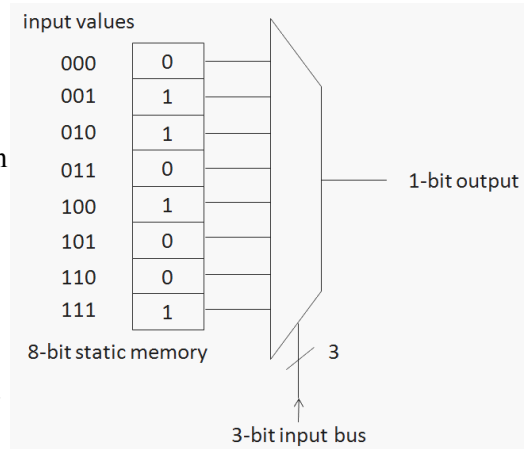 input values
000 0
001 1
010 1
011 0
100 1
101 0
110 0
111 1
1-bit output
8-bit static memory
3
3-bit input bus